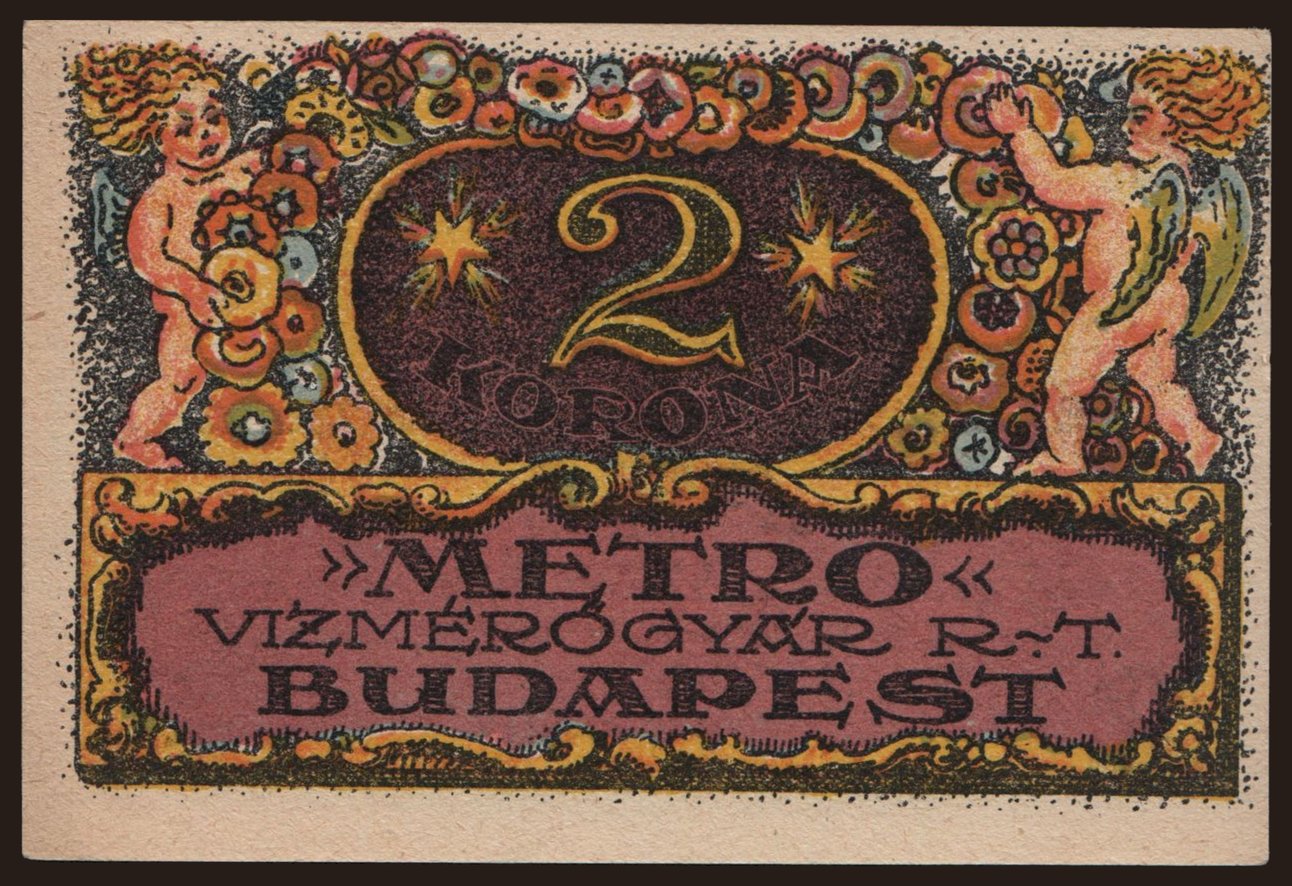 2
KORONA
»METRO«
VIZMÉRŐGYÁR R~T.
BUDAPEST